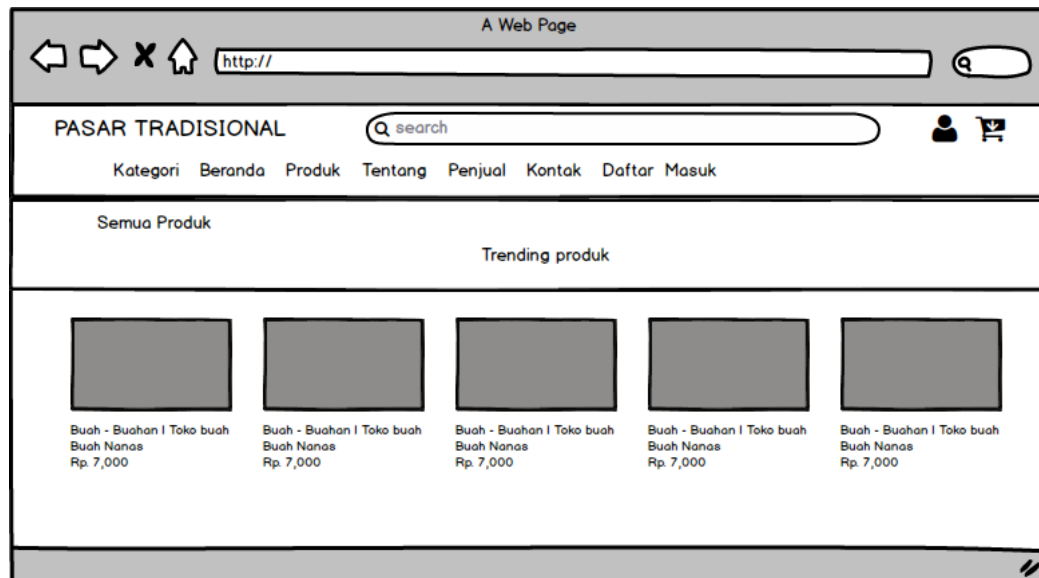 A Web Page
http://
PASAR TRADISIONAL
search
Kategori Beranda Produk Tentang Penjual Kontak Daftar Masuk
Semua Produk
Trending produk
Buah - Buahan | Toko buah
Buah Nanas
Rp. 7,000
Buah - Buahan | Toko buah
Buah Nanas
Rp. 7,000
Buah - Buahan | Toko buah
Buah Nanas
Rp. 7,000
Buah - Buahan | Toko buah
Buah Nanas
Rp. 7,000
Buah - Buahan | Toko buah
Buah Nanas
Rp. 7,000